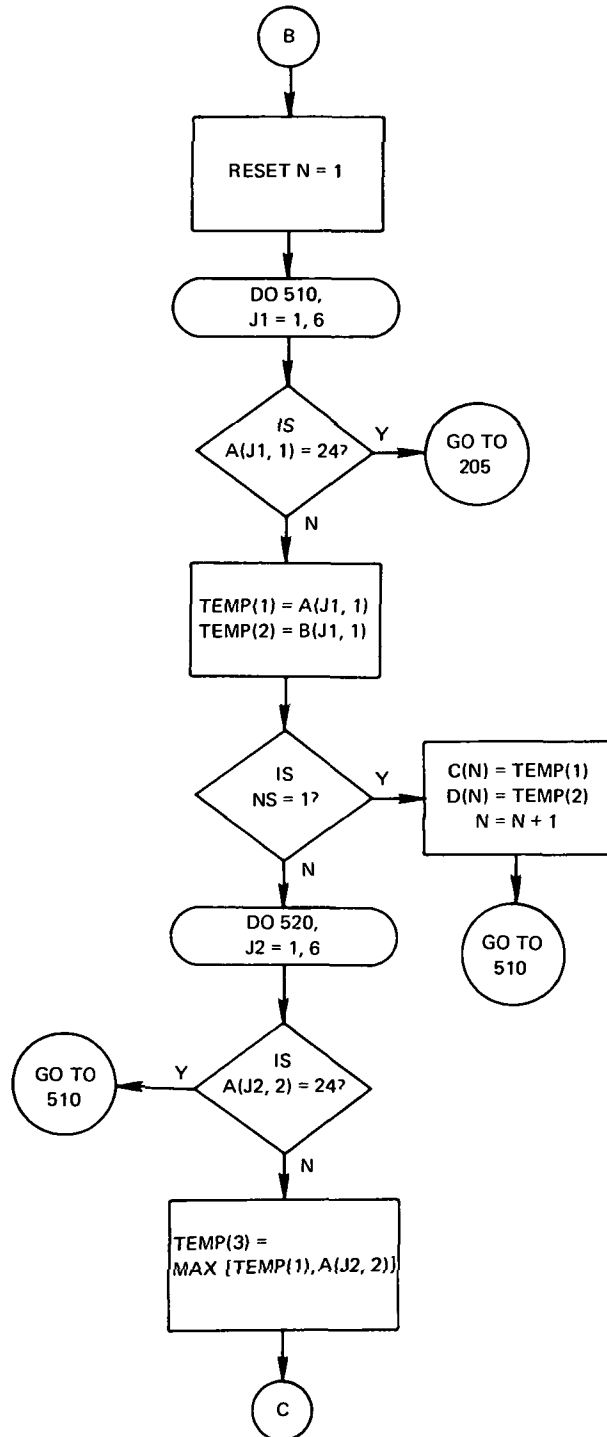 B
RESET N = 1
DO 510,
J1 = 1, 6
IS
A(J1, 1) = 24?
Y
GO TO
205
N
TEMP(1) = A(J1, 1)
TEMP(2) = B(J1, 1)
IS
NS = 1?
Y
C(N) = TEMP(1)
D(N) = TEMP(2)
N = N + 1
GO TO
510
N
DO 520,
J2 = 1, 6
IS
A(J2, 2) = 24?
Y
GO TO
510
N
TEMP(3) =
MAX [TEMP(1), A(J2, 2)]
C